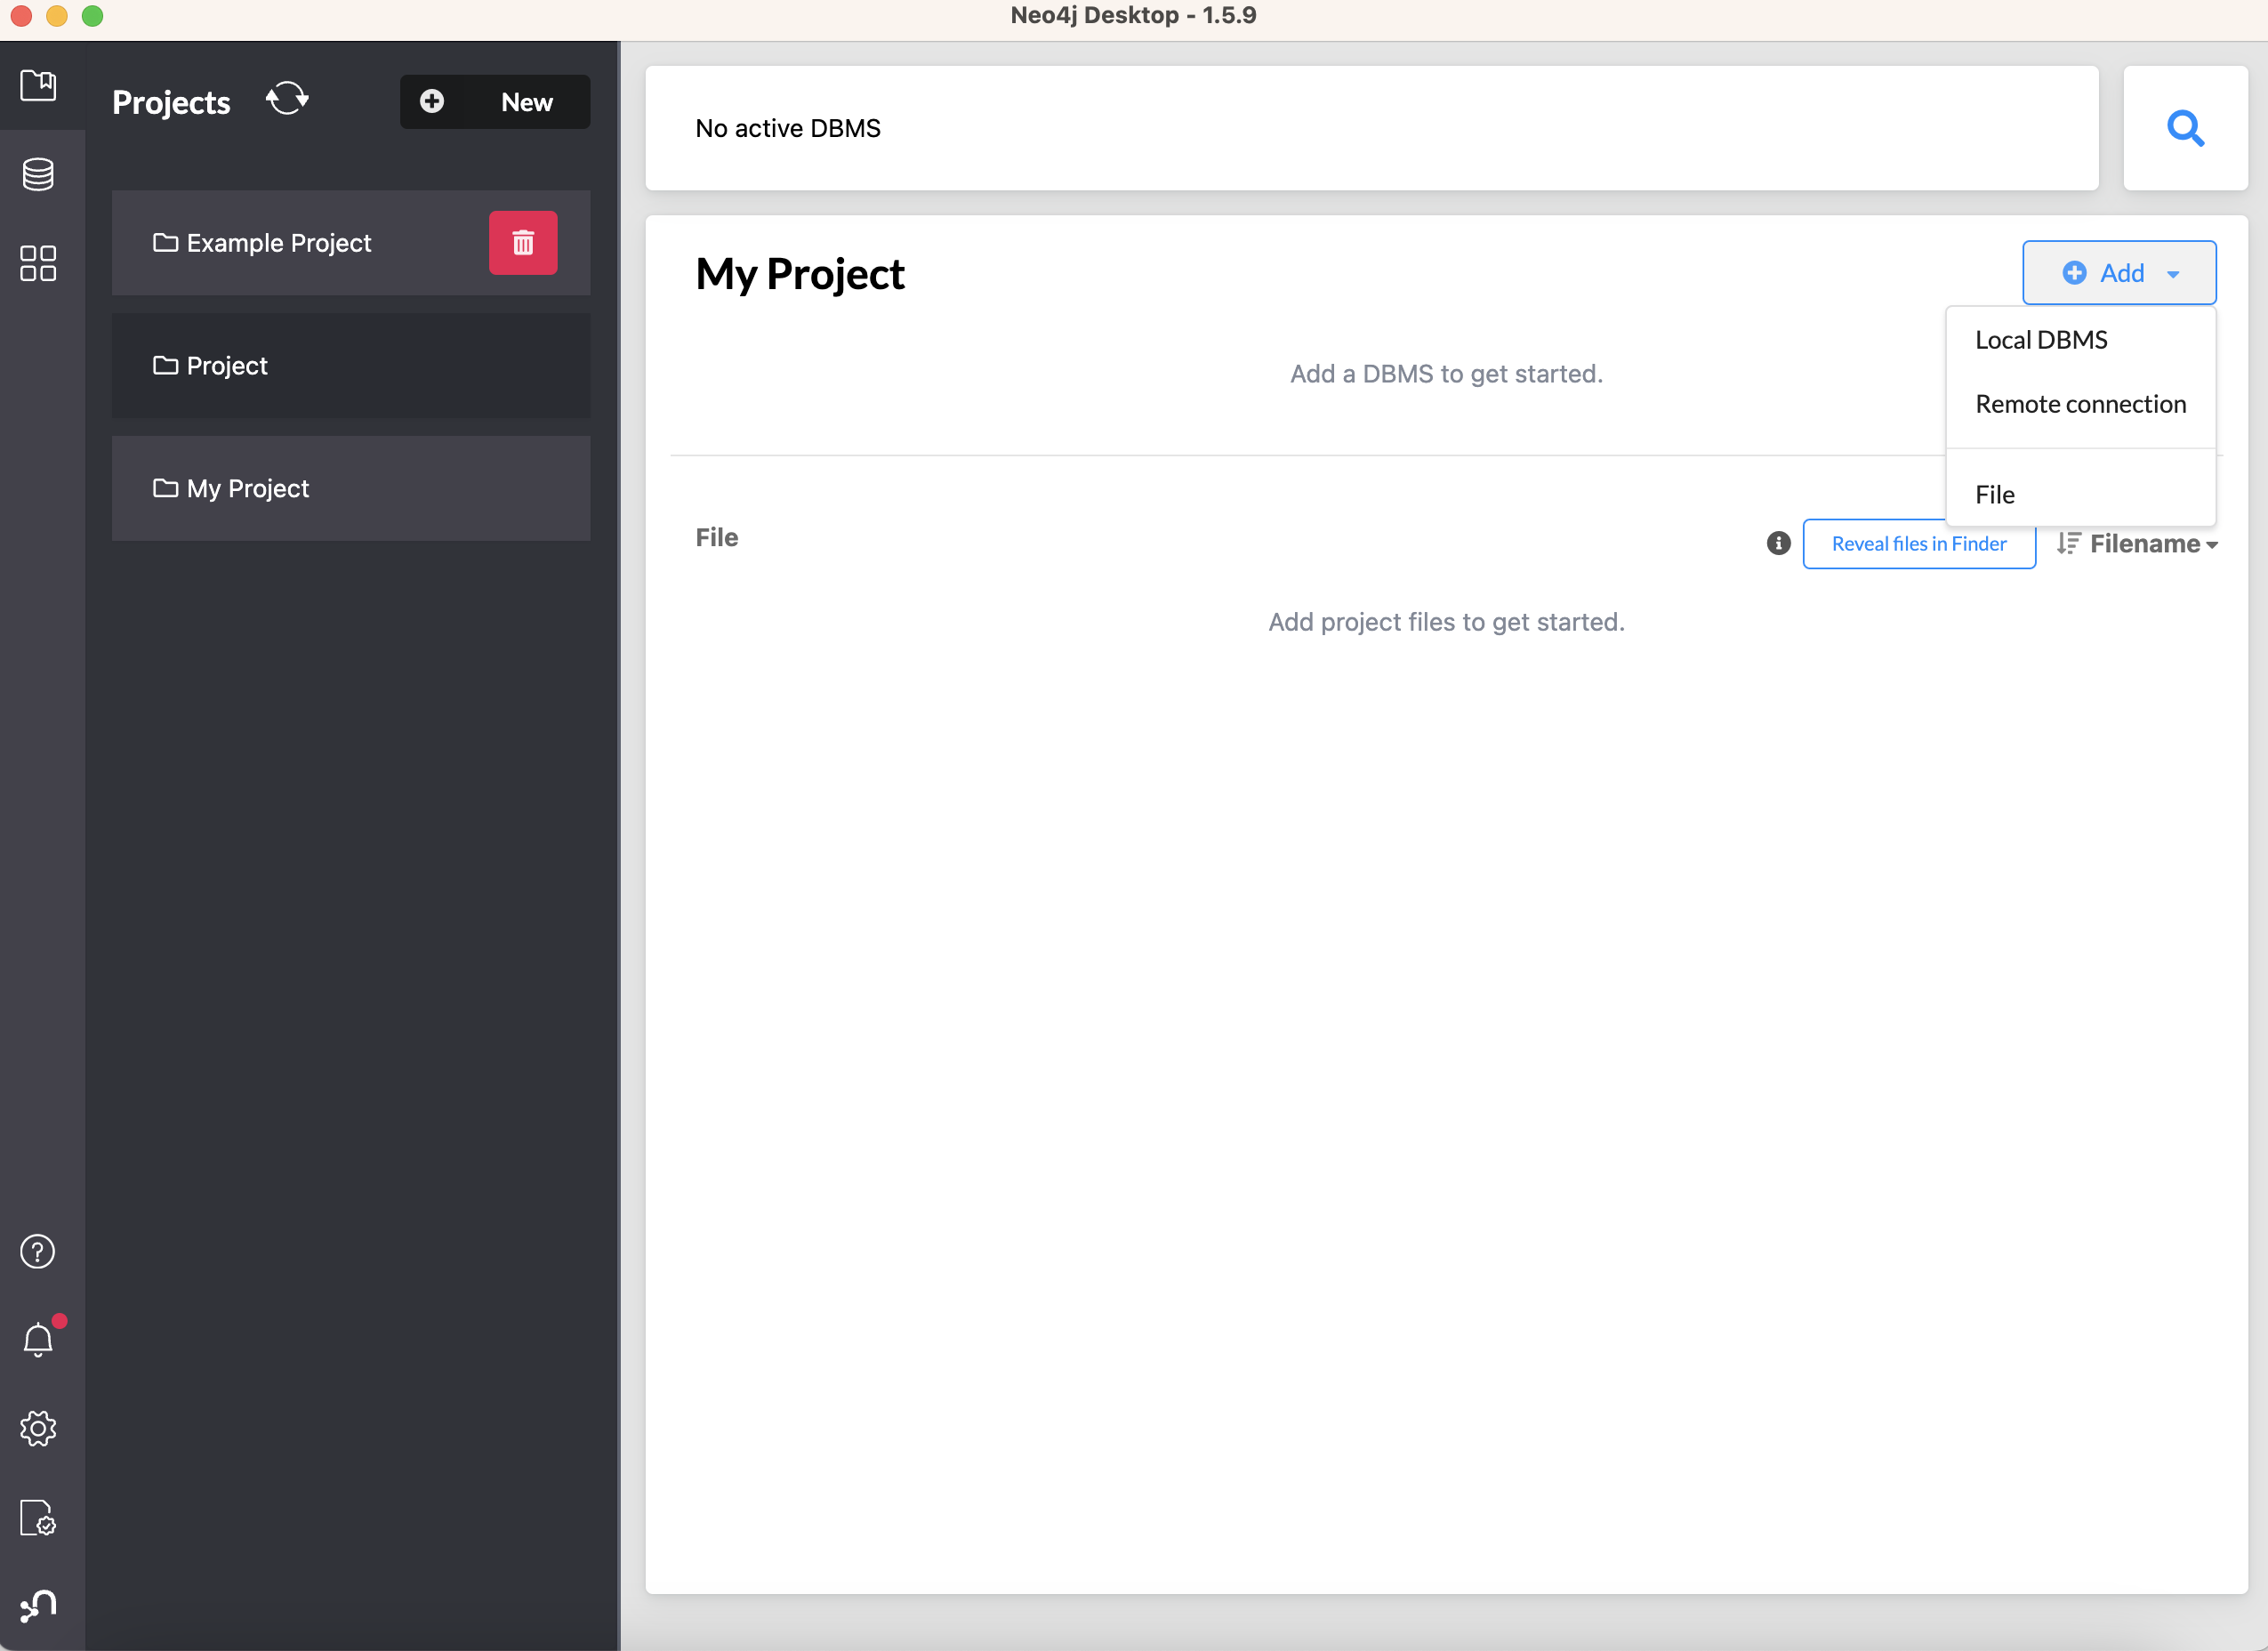 Neo4j Desktop - 1.5.9
Projects
New
Example Project
Project
My Project
No active DBMS
My Project
Add
Local DBMS
Remote connection
File
Add a DBMS to get started.
File
Reveal files in Finder
Filename
Add project files to get started.